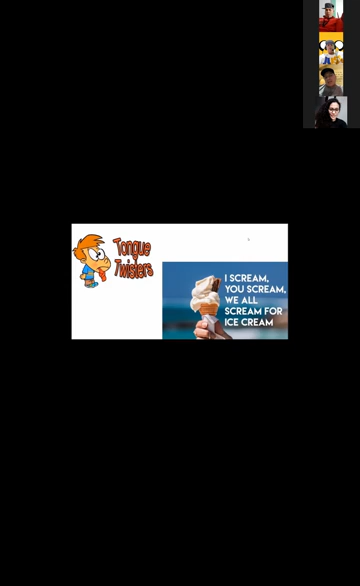 Tongue
Twisters
I SCREAM,
YOU SCREAM,
WE ALL
SCREAM FOR
ICE CREAM